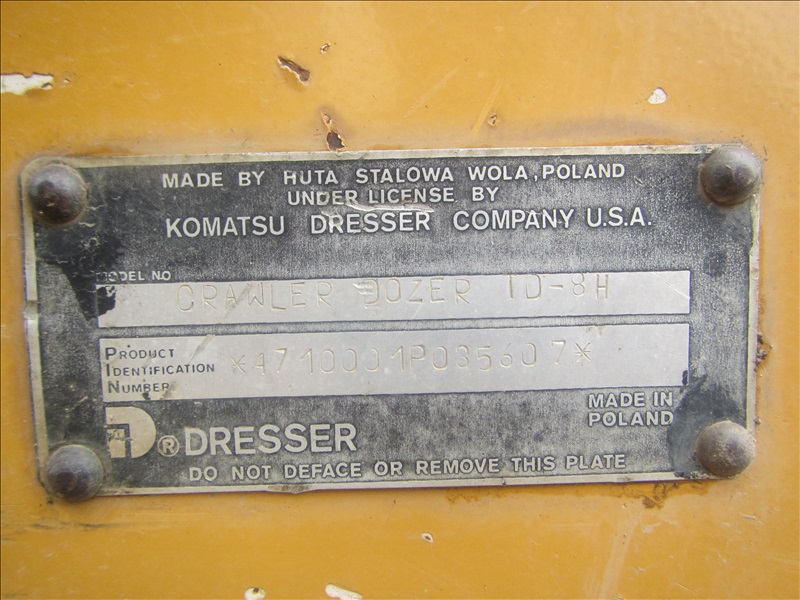 MADE BY HUTA STALOWA WOLA, POLAND
UNDER LICENSE BY
KOMATSU DRESSER COMPANY U.S.A.
MODEL NO
CRAWLER DOZER TD-8H
PRODUCT
IDENTIFICATION
NUMBER
*A710001P035607*
MADE IN
POLAND
® DRESSER
DO NOT DEFACE OR REMOVE THIS PLATE